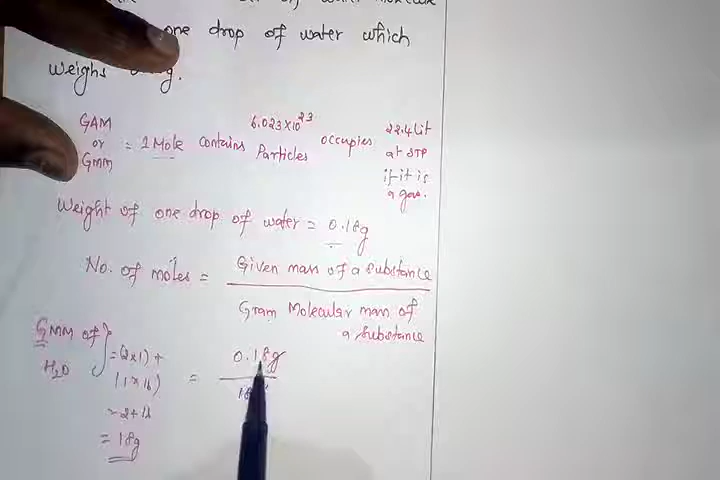 one drop of water which
weighs g.
GAM or GMM = 1 Mole contains 6.023×10²³ Particles occupies 22.4 Lit at STP if it is a gas.
Weight of one drop of water = 0.18g
No. of moles = Given mass of a substance
Gram Molecular mass of
a substance
GMM of H₂O } = (2×1) + (1×16)
= 0.18g
18
= 2+16
= 18g